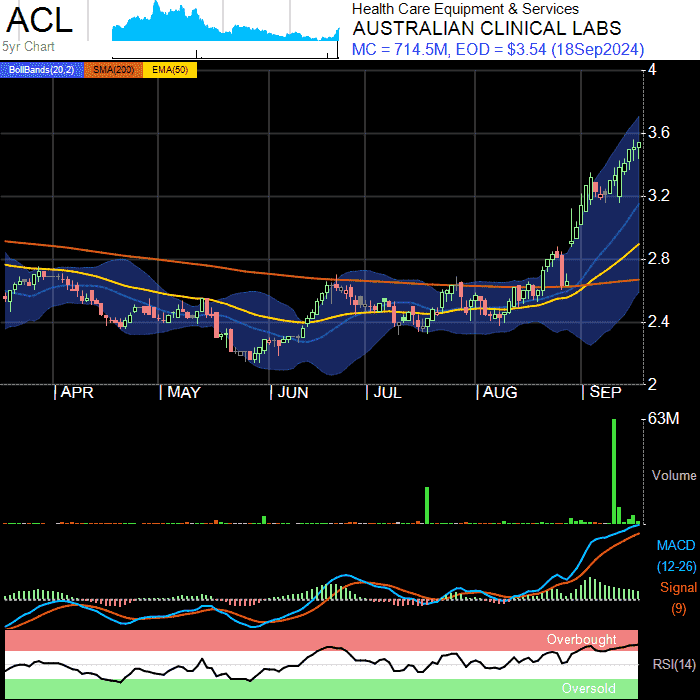 ACL
5yr Chart
Health Care Equipment & Services
AUSTRALIAN CLINICAL LABS
MC = 714.5M, EOD = $3.54 (18Sep2024)
BollBands(20,2) SMA(200) EMA(50)
4
3.6
3.2
2.8
2.4
2
APR MAY JUN JUL AUG SEP
63M
Volume
MACD
(12-26)
Signal
(9)
Overbought
RSI(14)
Oversold